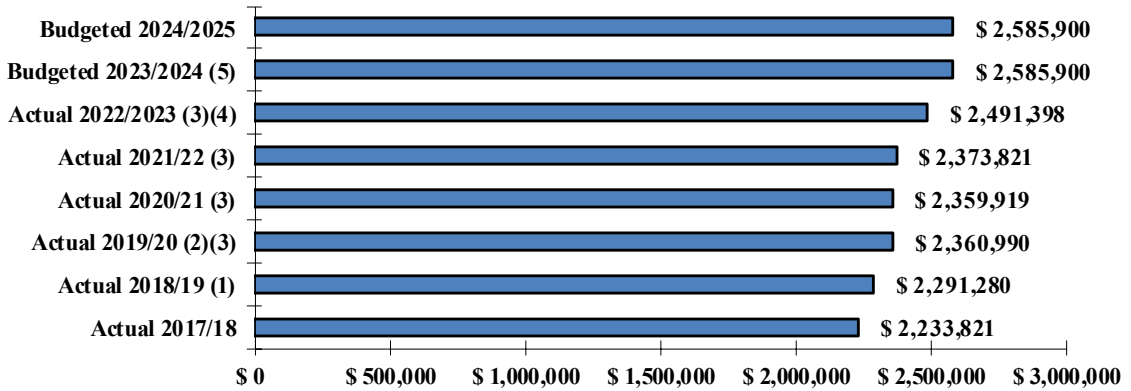 Budgeted 2024/2025 $ 2,585,900
Budgeted 2023/2024 (5) $ 2,585,900
Actual 2022/2023 (3)(4) $ 2,491,398
Actual 2021/22 (3) $ 2,373,821
Actual 2020/21 (3) $ 2,359,919
Actual 2019/20 (2)(3) $ 2,360,990
Actual 2018/19 (1) $ 2,291,280
Actual 2017/18 $ 2,233,821
$ 0 $ 500,000 $ 1,000,000 $ 1,500,000 $ 2,000,000 $ 2,500,000 $ 3,000,000